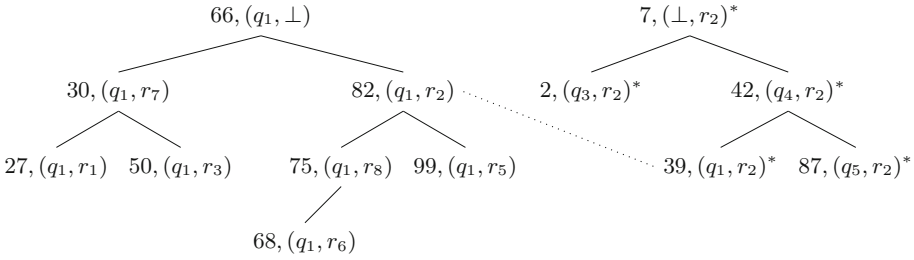 66, (q₁, ⊥) 7, (⊥, r₂)*
30, (q₁, r₇) 82, (q₁, r₂) 2, (q₃, r₂)* 42, (q₄, r₂)*
27, (q₁, r₁) 50, (q₁, r₃) 75, (q₁, r₈) 99, (q₁, r₅) 39, (q₁, r₂)* 87, (q₅, r₂)*
68, (q₁, r₆)